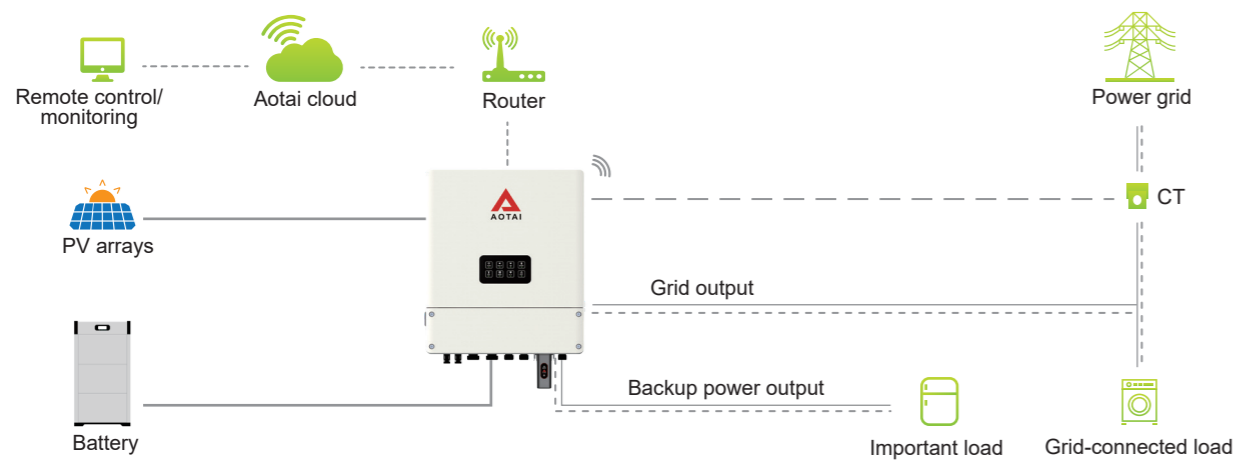 Remote control/
monitoring
Aotai cloud
Router
Power grid
AOTAI
CT
PV arrays
Grid output
Backup power output
Battery
Important load
Grid-connected load